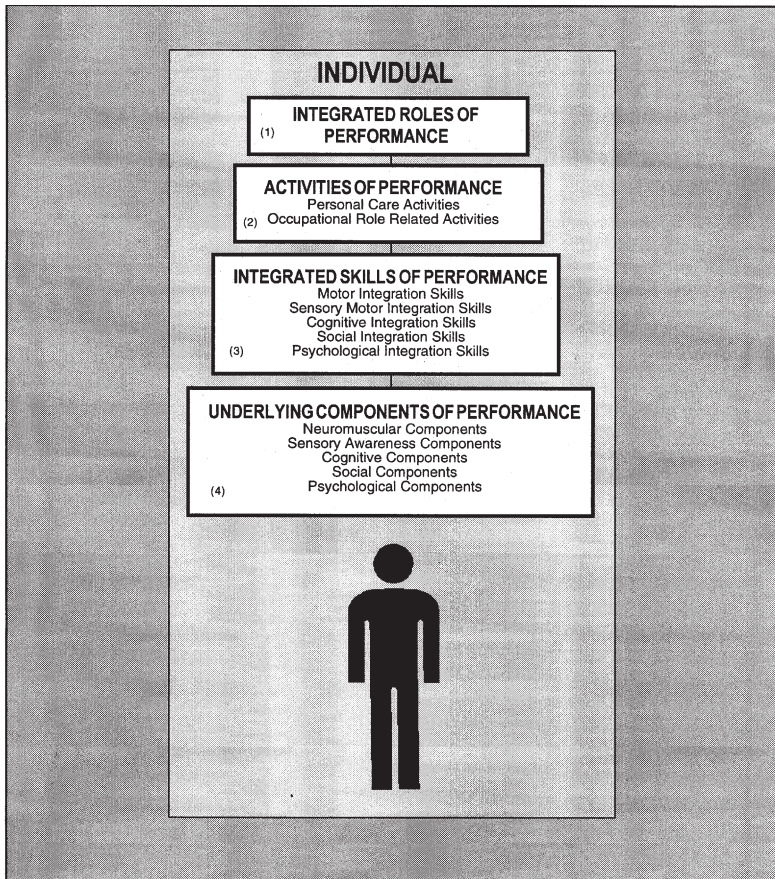 INDIVIDUAL
INTEGRATED ROLES OF
PERFORMANCE
(1)
ACTIVITIES OF PERFORMANCE
Personal Care Activities
Occupational Role Related Activities
(2)
INTEGRATED SKILLS OF PERFORMANCE
Motor Integration Skills
Sensory Motor Integration Skills
Cognitive Integration Skills
Social Integration Skills
Psychological Integration Skills
(3)
UNDERLYING COMPONENTS OF PERFORMANCE
Neuromuscular Components
Sensory Awareness Components
Cognitive Components
Social Components
Psychological Components
(4)